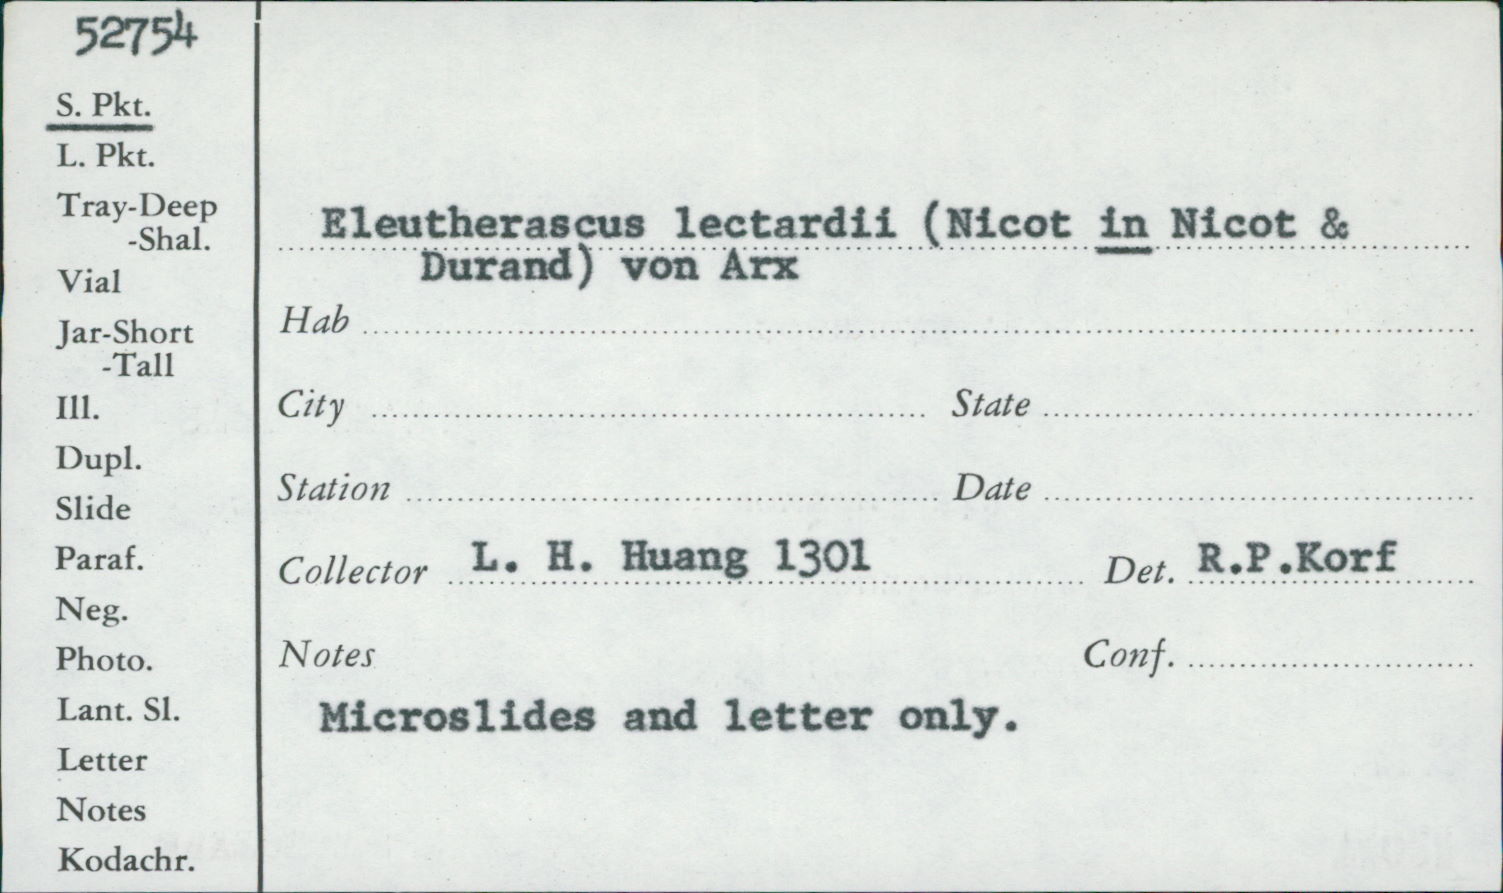 52754
S. Pkt.
L. Pkt.
Tray-Deep
-Shal.
Vial
Jar-Short
-Tall
Ill.
Dupl.
Slide
Paraf.
Neg.
Photo.
Lant. Sl.
Letter
Notes
Kodachr.
Eleutherascus lectardii (Nicot in Nicot &
Durand) von Arx
Hab
City State
Station Date
Collector L. H. Huang 1301 Det. R.P.Korf
Notes Conf.
Microslides and letter only.